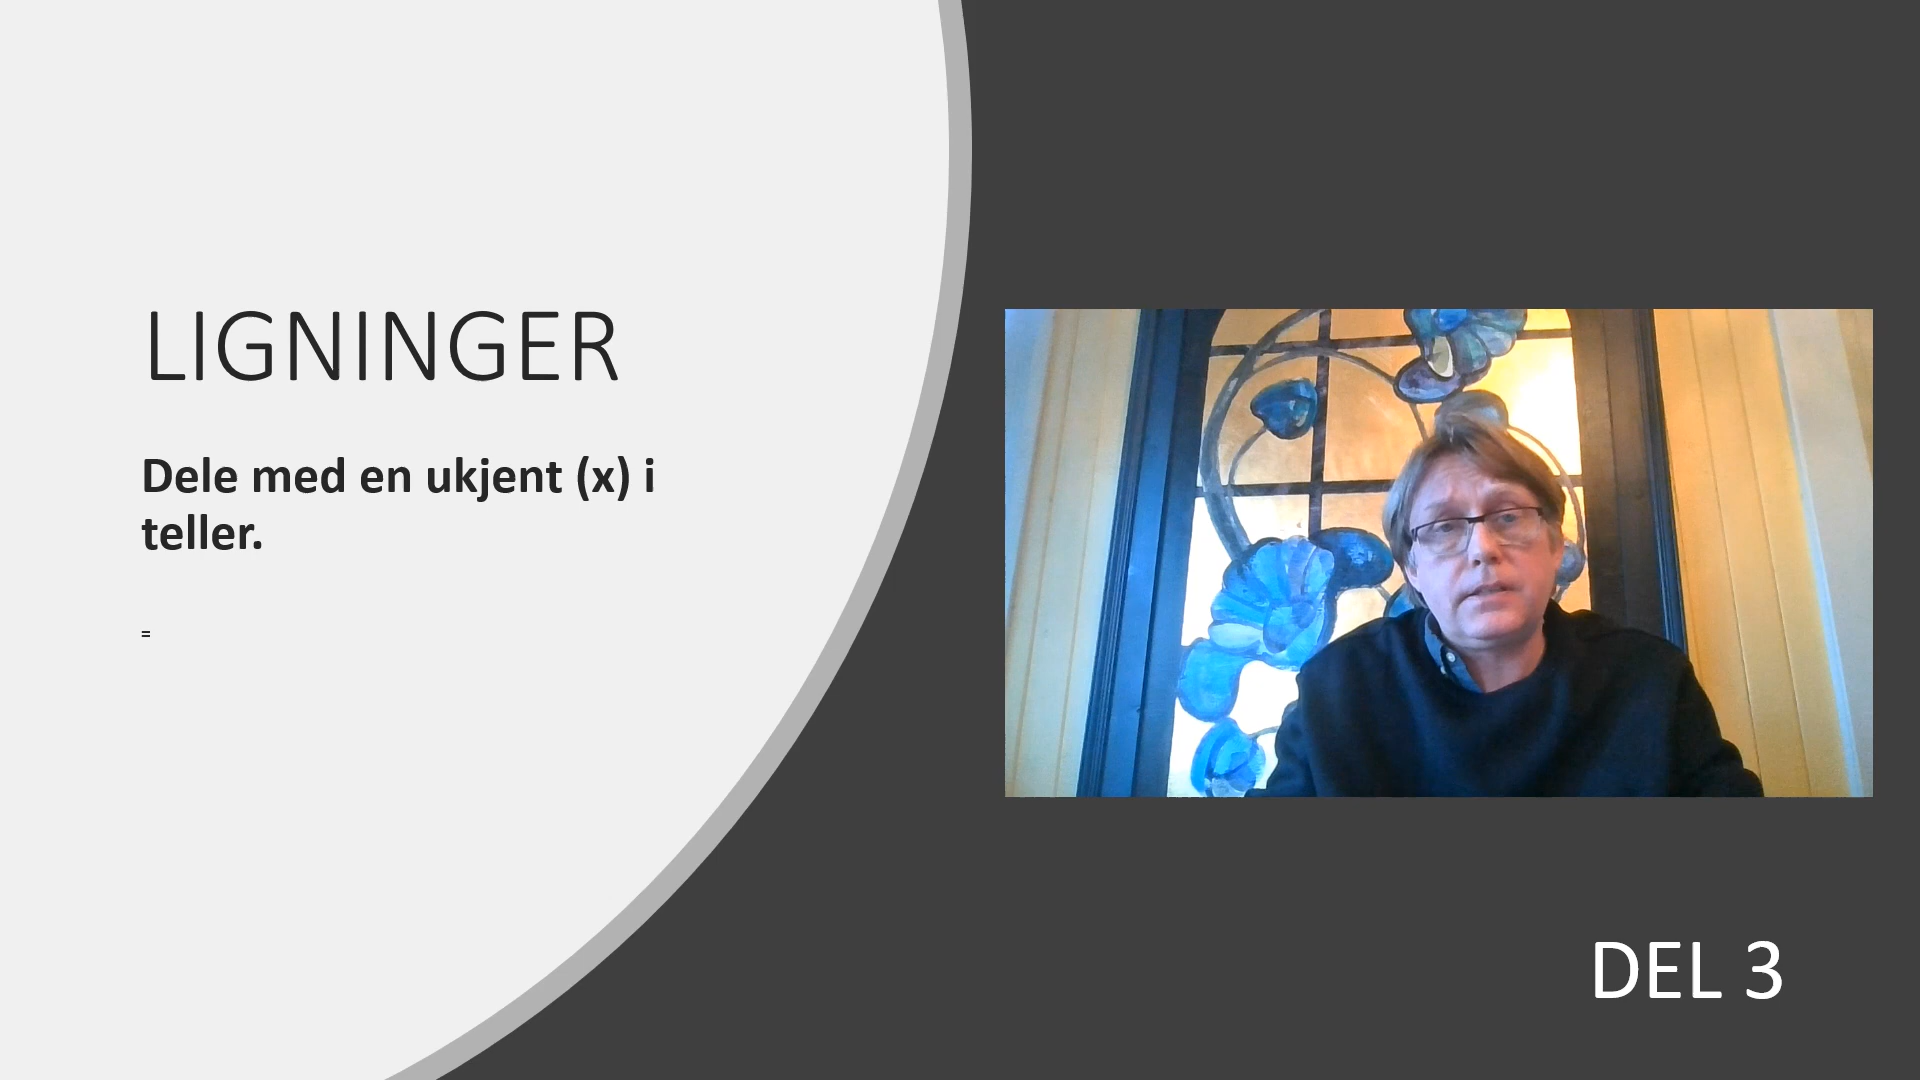 LIGNINGER
Dele med en ukjent (x) i
teller.
=
DEL 3